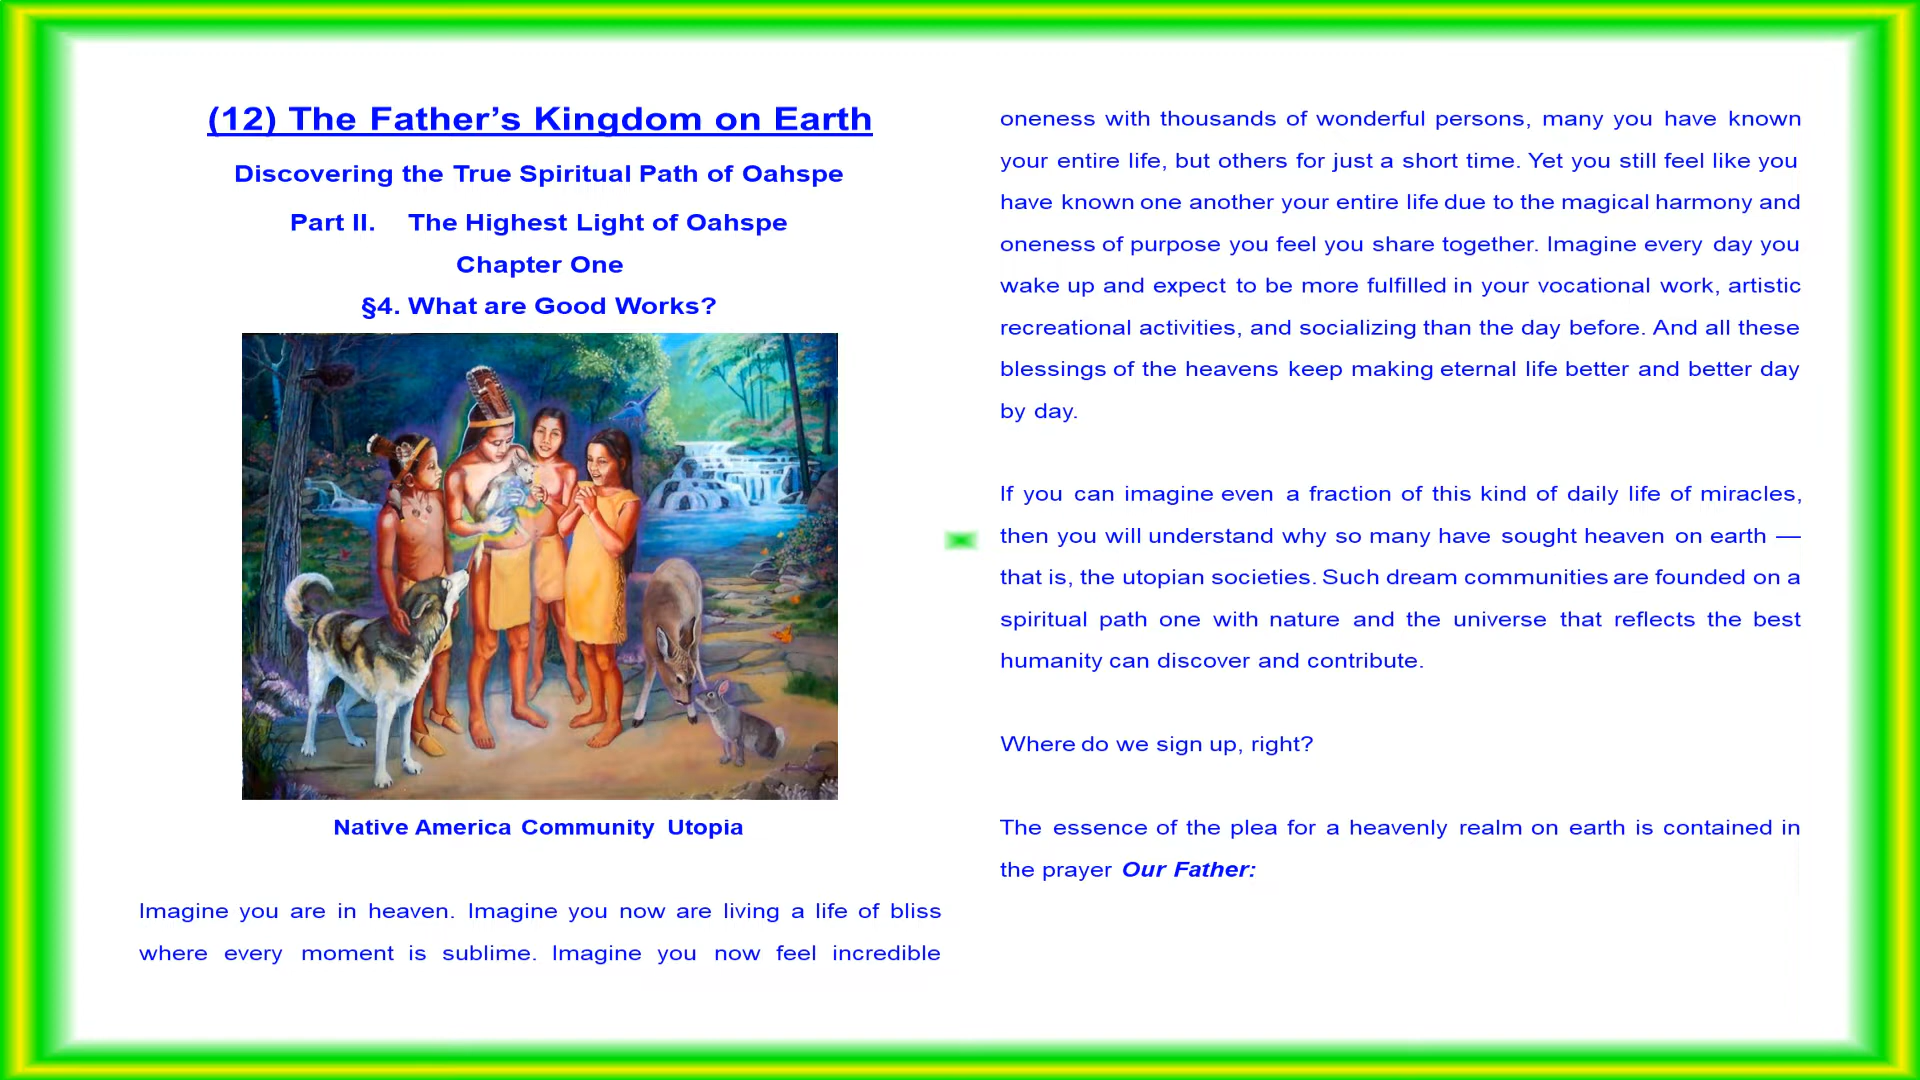 (12) The Father’s Kingdom on Earth
Discovering the True Spiritual Path of Oahspe
Part II. The Highest Light of Oahspe
Chapter One
§4. What are Good Works?
Native America Community Utopia
Imagine you are in heaven. Imagine you now are living a life of bliss
where every moment is sublime. Imagine you now feel incredible
oneness with thousands of wonderful persons, many you have known
your entire life, but others for just a short time. Yet you still feel like you
have known one another your entire life due to the magical harmony and
oneness of purpose you feel you share together. Imagine every day you
wake up and expect to be more fulfilled in your vocational work, artistic
recreational activities, and socializing than the day before. And all these
blessings of the heavens keep making eternal life better and better day
by day.
If you can imagine even a fraction of this kind of daily life of miracles,
then you will understand why so many have sought heaven on earth —
that is, the utopian societies. Such dream communities are founded on a
spiritual path one with nature and the universe that reflects the best
humanity can discover and contribute.
Where do we sign up, right?
The essence of the plea for a heavenly realm on earth is contained in
the prayer Our Father: